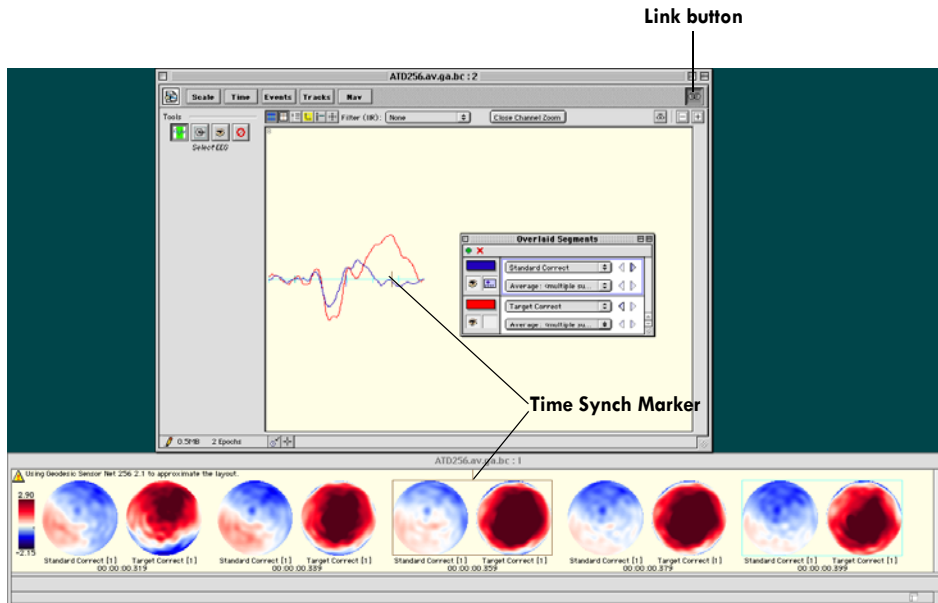 Link button
ATD256.av.ga.bc : 2
Scale Time Events Tracks Nav
Tools
Filter (IIR): None Close Channel Zoom
Select EEG
Overlaid Segments
Standard Correct
Average: <multiple su...
Target Correct
Average: <multiple su...
Time Synch Marker
0.5MB 2 Epochs
ATD256.av.ga.bc : 1
Using Geodesic Sensor Net 256 2.1 to approximate the layout.
2.90
-2.15
Standard Correct [1] Target Correct [1] Standard Correct [1] Target Correct [1] Standard Correct [1] Target Correct [1] Standard Correct [1] Target Correct [1] Standard Correct [1] Target Correct [1]
00:00:00.319 00:00:00.339 00:00:00.359 00:00:00.379 00:00:00.399